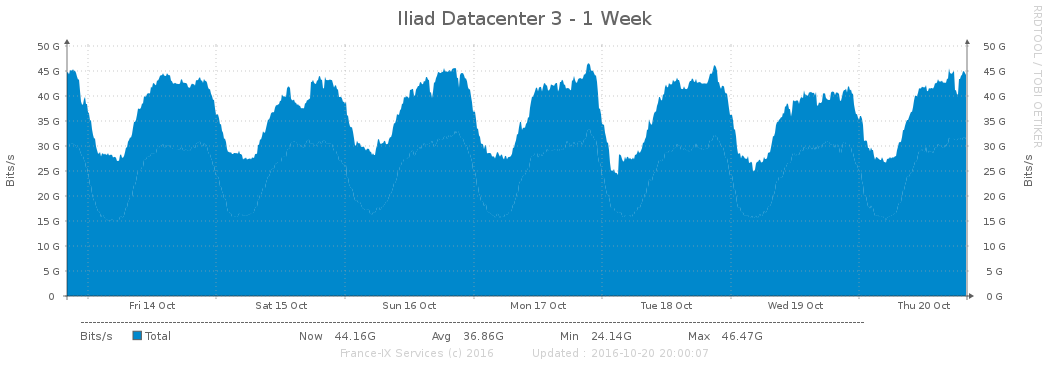 Iliad Datacenter 3 - 1 Week
RRDTOOL / TOBI OETIKER
50 G 50 G
45 G 45 G
40 G 40 G
35 G 35 G
30 G 30 G
25 G 25 G
20 G 20 G
15 G 15 G
10 G 10 G
5 G 5 G
0 0 G
Bits/s
Bits/s
Fri 14 Oct Sat 15 Oct Sun 16 Oct Mon 17 Oct Tue 18 Oct Wed 19 Oct Thu 20 Oct
Bits/s Total Now 44.16G Avg 36.86G Min 24.14G Max 46.47G
France-IX Services (c) 2016 Updated : 2016-10-20 20:00:07